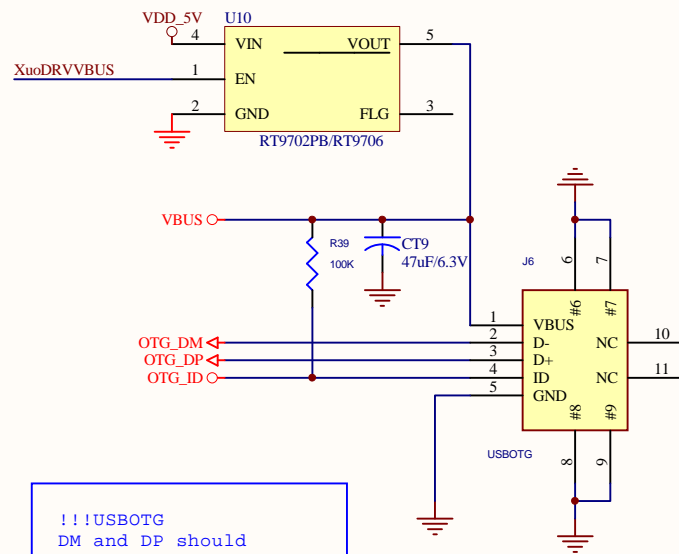 VDD_5V
U10
4 VIN VOUT 5
XuoDRVVBUS 1 EN
2 GND FLG 3
RT9702PB/RT9706
VBUS
R39
100K
CT9
47uF/6.3V
J6
6 7
#6 #7
1 VBUS
OTG_DM 2 D- NC 10
OTG_DP 3 D+
OTG_ID 4 ID NC 11
5 GND
#8 #9
USBOTG
8 9
!!!USBOTG
DM and DP should